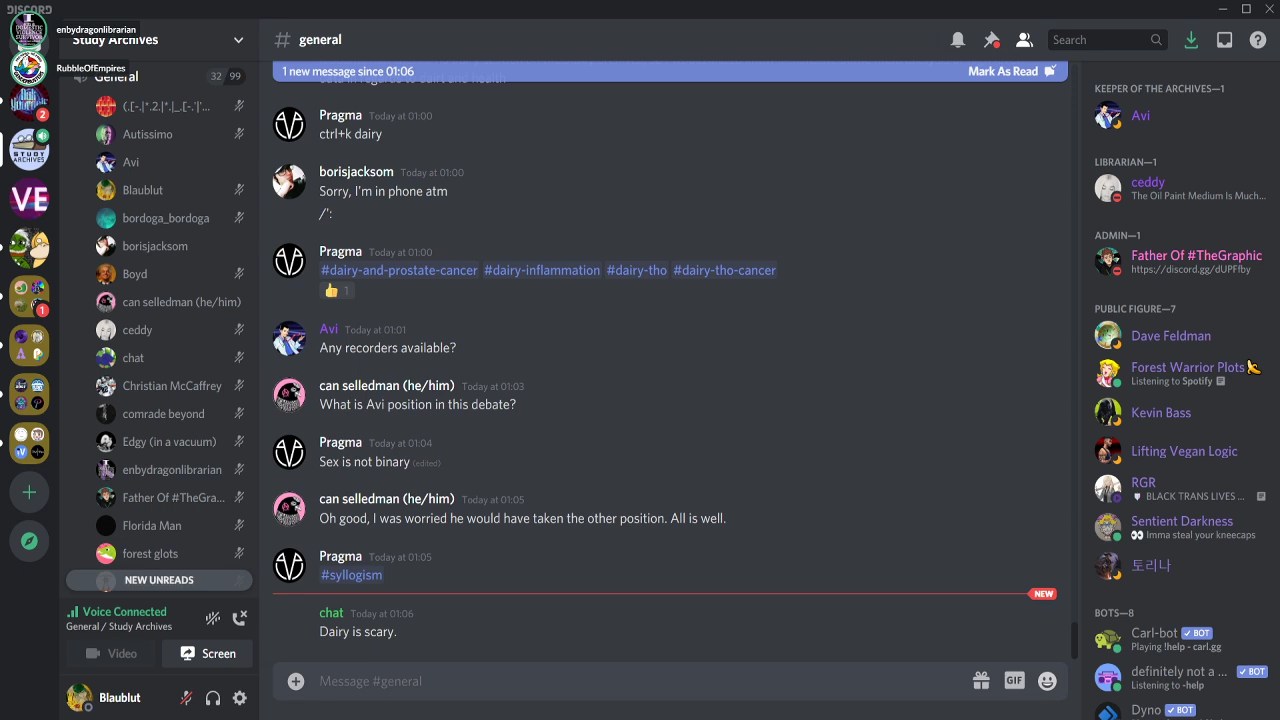 DISCORD
enbydragonlibrarian
RubbleOfEmpires
DOMESTIC
VIOLENCE
SURVIVOR
2
STUDY
ARCHIVES
VE
1
Study Archives
General
32 99
(.[-.|*.2.|*.|_.[-.'|'...
Autissimo
Avi
Blaublut
bordoga_bordoga
borisjacksom
Boyd
can selledman (he/him)
ceddy
chat
Christian McCaffrey
comrade beyond
Edgy (in a vacuum)
enbydragonlibrarian
Father Of #TheGra...
Florida Man
forest glots
NEW UNREADS
Voice Connected
General / Study Archives
Video
Screen
Blaublut
# general
Search
1 new message since 01:06
Mark As Read
Pragma Today at 01:00
ctrl+k dairy
borisjacksom Today at 01:00
Sorry, I'm in phone atm
/':
Pragma Today at 01:00
#dairy-and-prostate-cancer #dairy-inflammation #dairy-tho #dairy-tho-cancer
1
Avi Today at 01:01
Any recorders available?
can selledman (he/him) Today at 01:03
What is Avi position in this debate?
Pragma Today at 01:04
Sex is not binary (edited)
can selledman (he/him) Today at 01:05
Oh good, I was worried he would have taken the other position. All is well.
Pragma Today at 01:05
#syllogism
NEW
chat Today at 01:06
Dairy is scary.
Message #general
GIF
KEEPER OF THE ARCHIVES—1
Avi
LIBRARIAN—1
ceddy
The Oil Paint Medium Is Much...
ADMIN—1
Father Of #TheGraphic
https://discord.gg/dUPFfby
PUBLIC FIGURE—7
Dave Feldman
Forest Warrior Plots
Listening to Spotify
Kevin Bass
Lifting Vegan Logic
RGR
BLACK TRANS LIVES ...
Sentient Darkness
Imma steal your kneecaps
토리나
BOTS—8
Carl-bot BOT
Playing !help - carl.gg
definitely not a ... BOT
Listening to -help
Dyno BOT